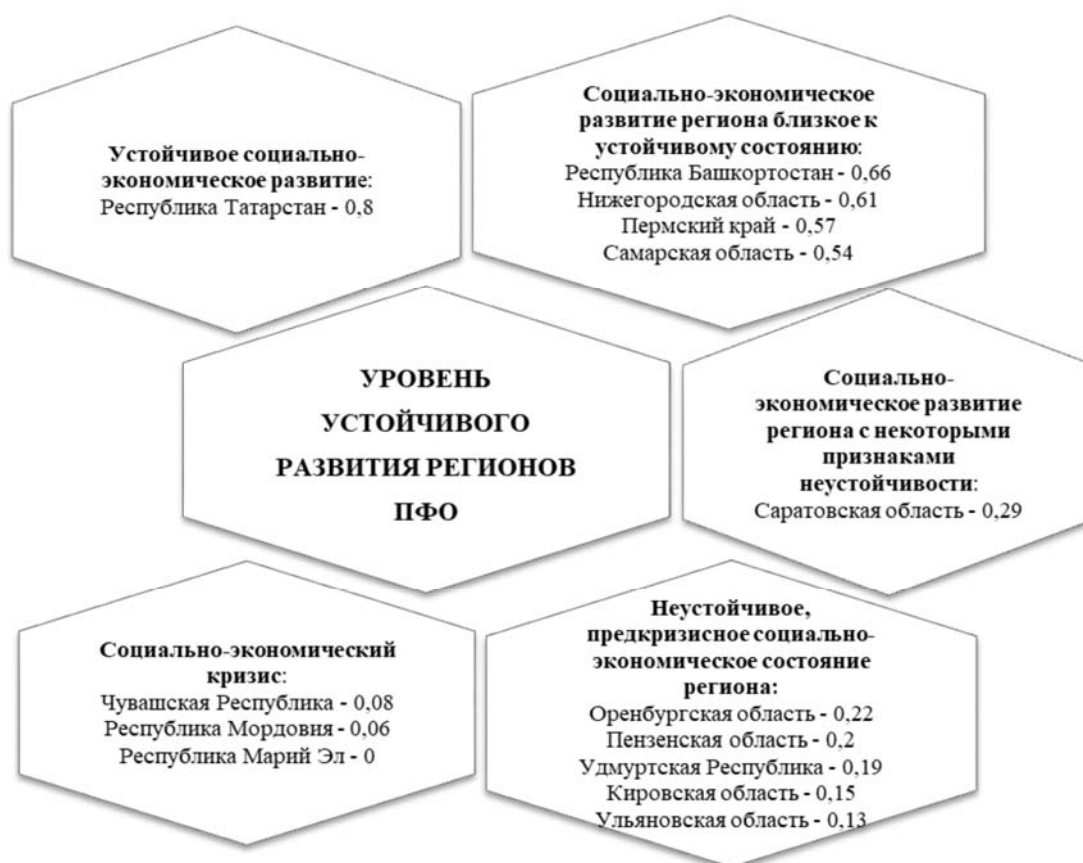 Устойчивое социально-
экономическое развитие:
Республика Татарстан - 0,8
Социально-экономическое
развитие региона близкое к
устойчивому состоянию:
Республика Башкортостан - 0,66
Нижегородская область - 0,61
Пермский край - 0,57
Самарская область - 0,54
УРОВЕНЬ
УСТОЙЧИВОГО
РАЗВИТИЯ РЕГИОНОВ
ПФО
Социально-
экономическое развитие
региона с некоторыми
признаками
неустойчивости:
Саратовская область - 0,29
Социально-экономический
кризис:
Чувашская Республика - 0,08
Республика Мордовия - 0,06
Республика Марий Эл - 0
Неустойчивое,
предкризисное социально-
экономическое состояние
региона:
Оренбургская область - 0,22
Пензенская область - 0,2
Удмуртская Республика - 0,19
Кировская область - 0,15
Ульяновская область - 0,13